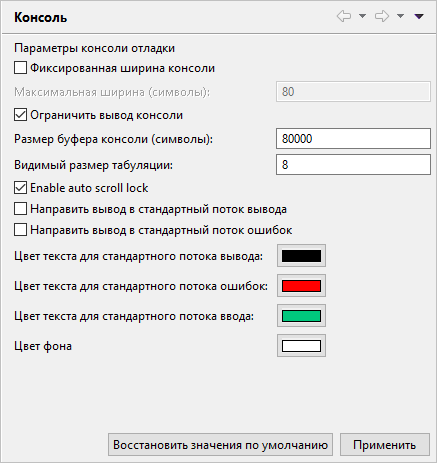 Консоль
Параметры консоли отладки
Фиксированная ширина консоли
Максимальная ширина (символы): 80
Ограничить вывод консоли
Размер буфера консоли (символы): 80000
Видимый размер табуляции: 8
Enable auto scroll lock
Направить вывод в стандартный поток вывода
Направить вывод в стандартный поток ошибок
Цвет текста для стандартного потока вывода:
Цвет текста для стандартного потока ошибок:
Цвет текста для стандартного потока ввода:
Цвет фона
Восстановить значения по умолчанию Применить